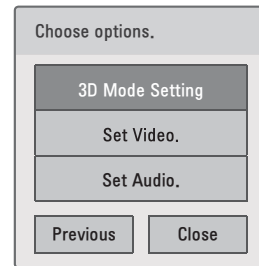 Choose options.
3D Mode Setting
Set Video.
Set Audio.
Previous
Close